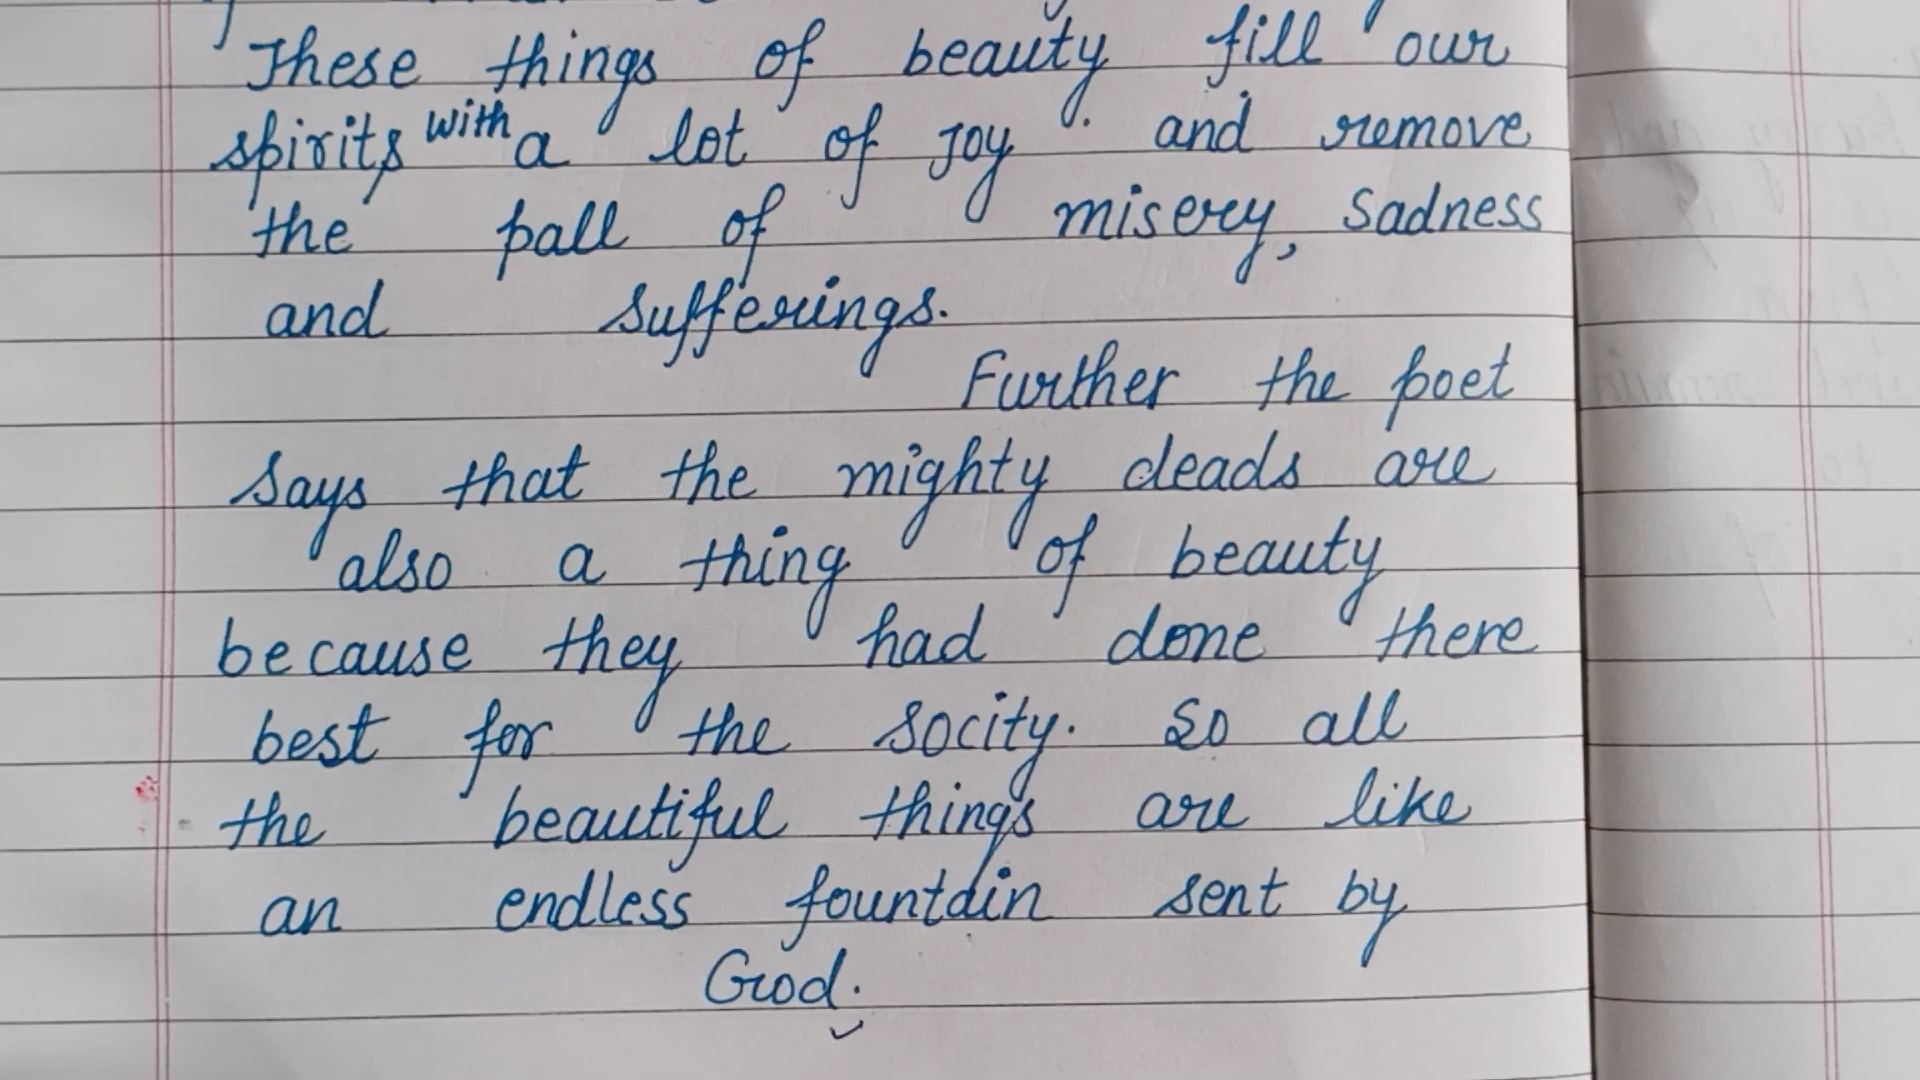 These things of beauty fill our
spirits with a lot of joy and remove
the pall of misery, sadness
and sufferings.
Further the poet
says that the mighty deads are
also a thing of beauty
because they had done there
best for the socity. So all
the beautiful things are like
an endless fountain sent by
God.